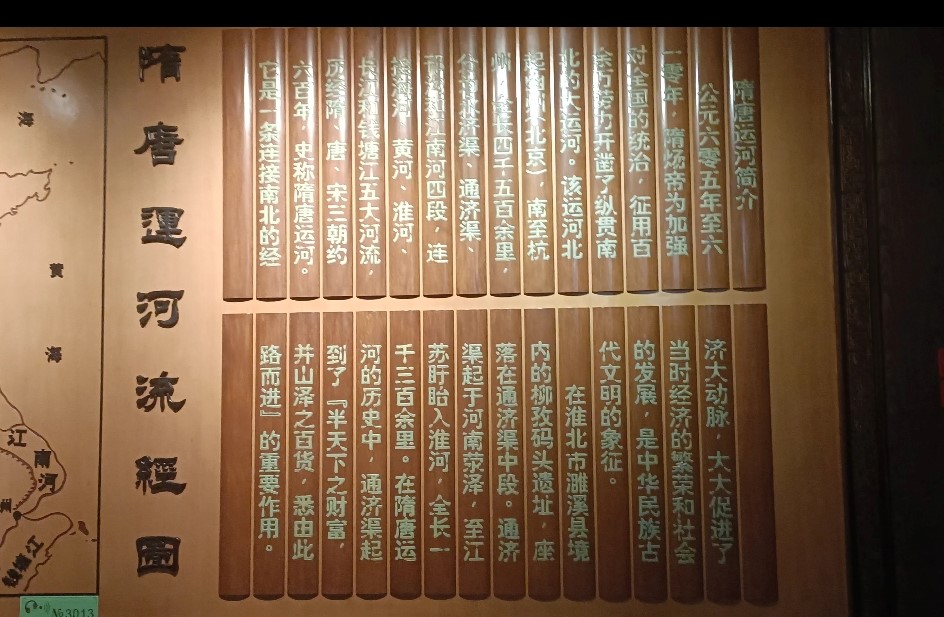 隋唐運河流經圖
隋唐运河简介
公元六零五年至六
一零年，隋炀帝为加强
对全国的统治，征用百
余万劳力开凿了纵贯南
北的大运河。该运河北
起幽州（北京），南至杭
州，全长四千五百余里，
分为永济渠、通济渠、
邗沟江南河四段，连
接海河、黄河、淮河、
长江和钱塘江五大河流，
历经隋、唐、宋三朝约
六百年，史称隋唐运河。
它是一条连接南北的经
济大动脉，大大促进了
当时经济的繁荣和社会
的发展，是中华民族古
代文明的象征。
在淮北市濉溪县境
内的柳孜码头遗址，座
落在通济渠中段。通济
渠起于河南荥泽，至江
苏盱眙入淮河，全长一
千三百余里。在隋唐运
河的历史中，通济渠起
到了『半天下之财富，
并山泽之百货，悉由此
路而进』的重要作用。
海
黄海
江南河
州
钱塘江
№3013